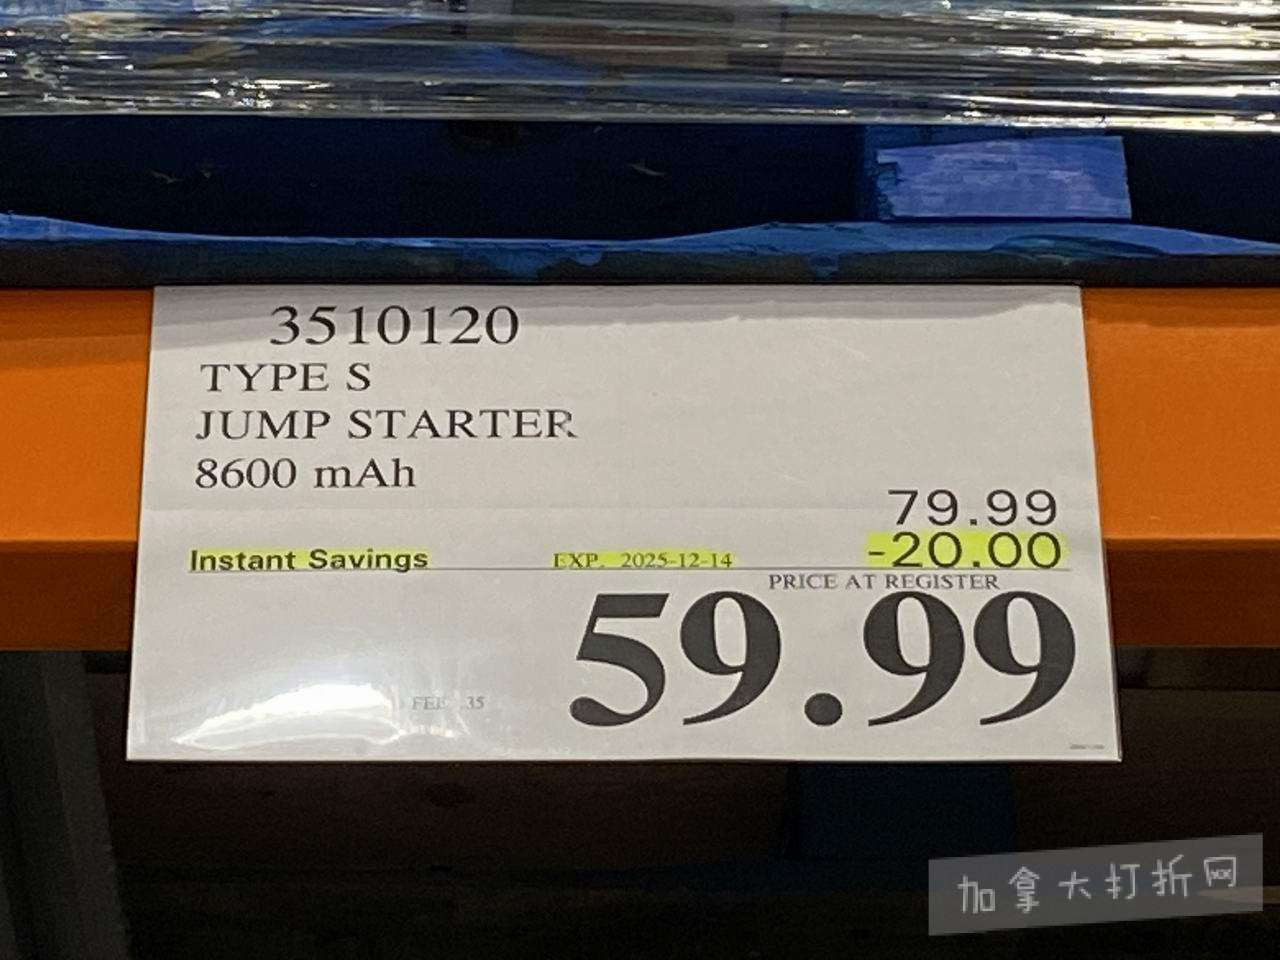 3510120
TYPE S
JUMP STARTER
8600 mAh
79.99
Instant Savings EXP. 2025-12-14 -20.00
PRICE AT REGISTER
59.99
加拿大打折网